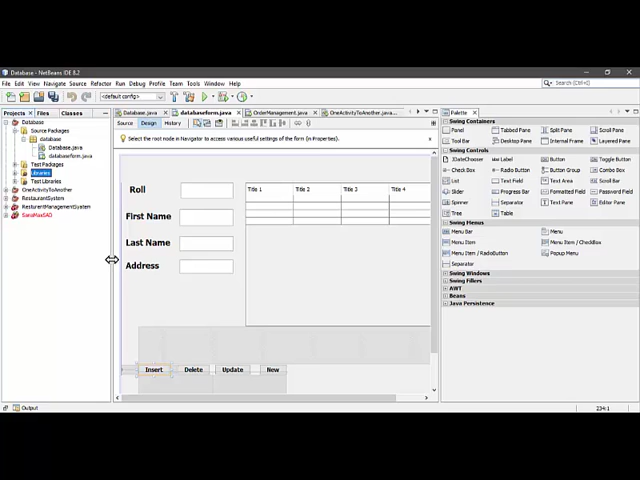 Database - NetBeans IDE 8.2
File Edit View Navigate Source Refactor Run Debug Profile Team Tools Window Help
Search (Ctrl+I)
<default config>
Projects Files Classes
Database.java databaseform.java OrderManagement.java OneActivityToAnother.java...
Palette
Source Design History
Select the root node in Navigator to access various useful settings of the form (in Properties).
Database
Source Packages
database
Database.java
databaseform.java
Test Packages
Libraries
Test Libraries
OneActivityToAnother
RestaurantSystem
ResturentManagementSystem
SanaMaxSAD
Roll
First Name
Last Name
Address
Title 1 Title 2 Title 3 Title 4
Insert Delete Update New
Swing Containers
Panel Tabbed Pane Split Pane Scroll Pane
Tool Bar Desktop Pane Internal Frame Layered Pane
Swing Controls
JDateChooser Label Button Toggle Button
Check Box Radio Button Button Group Combo Box
List Text Field Text Area Scroll Bar
Slider Progress Bar Formatted Field Password Field
Spinner Separator Text Pane Editor Pane
Tree Table
Swing Menus
Menu Bar Menu
Menu Item Menu Item / CheckBox
Menu Item / RadioButton Popup Menu
Separator
Swing Windows
Swing Fillers
AWT
Beans
Java Persistence
Output
234:1